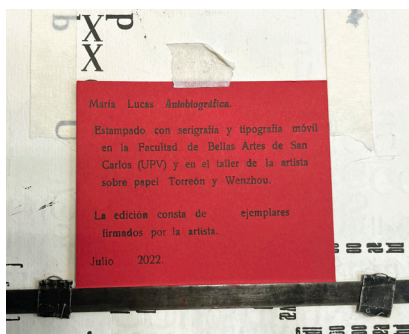 P
XX
X
María Lucas Autobiográfica.
Estampado con serigrafía y tipografía móvil
en la Facultad de Bellas Artes de San
Carlos (UPV) y en el taller de la artista
sobre papel Torreón y Wenzhou.
La edición consta de ejemplares
firmados por la artista.
Julio 2022.